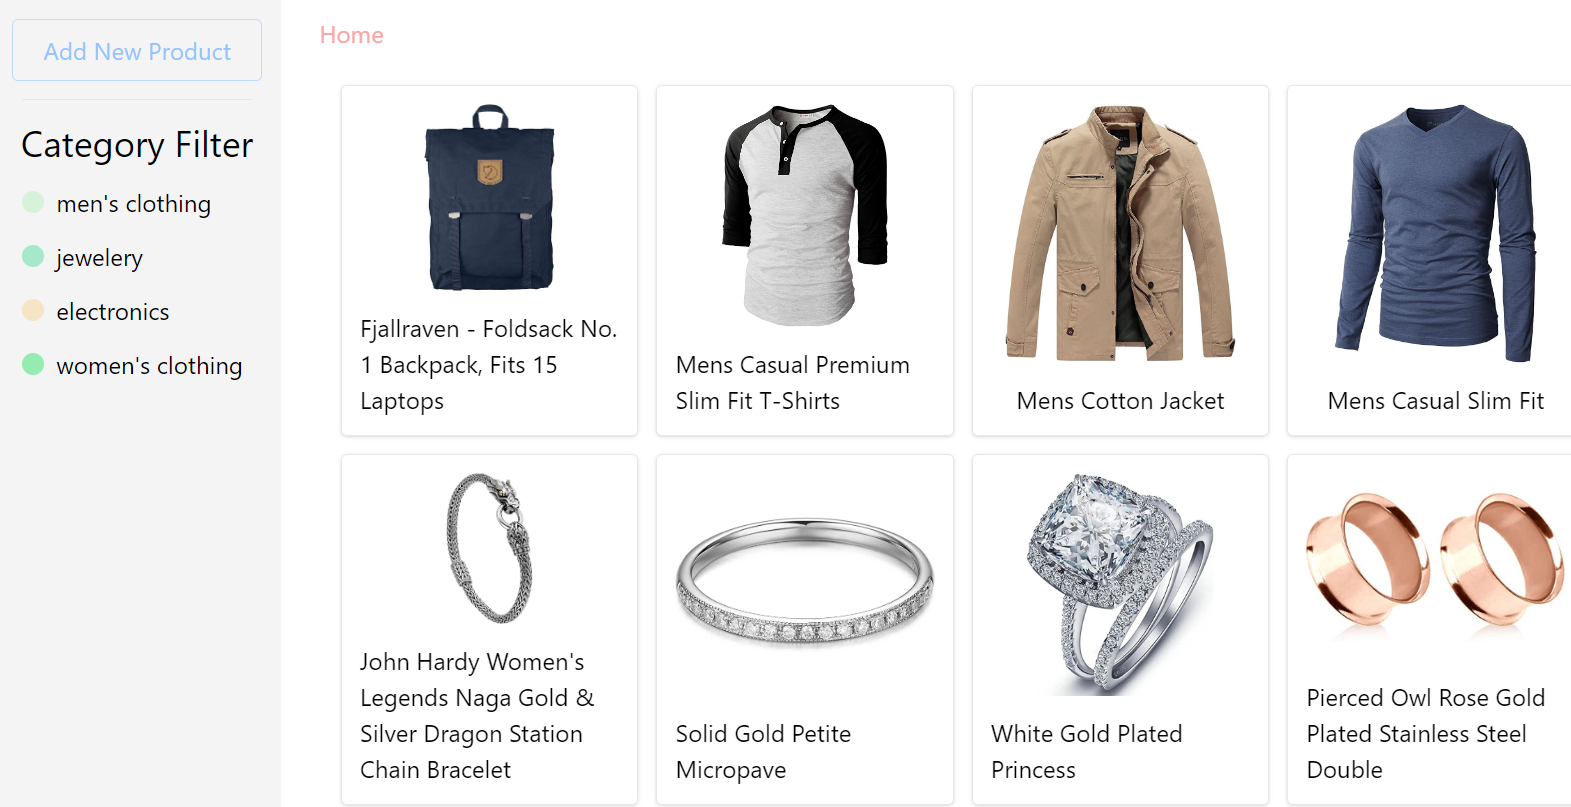 Add New Product
Category Filter
men's clothing
jewelery
electronics
women's clothing
Home
Fjallraven - Foldsack No.
1 Backpack, Fits 15
Laptops
Mens Casual Premium
Slim Fit T-Shirts
Mens Cotton Jacket
Mens Casual Slim Fit
John Hardy Women's
Legends Naga Gold &
Silver Dragon Station
Chain Bracelet
Solid Gold Petite
Micropave
White Gold Plated
Princess
Pierced Owl Rose Gold
Plated Stainless Steel
Double